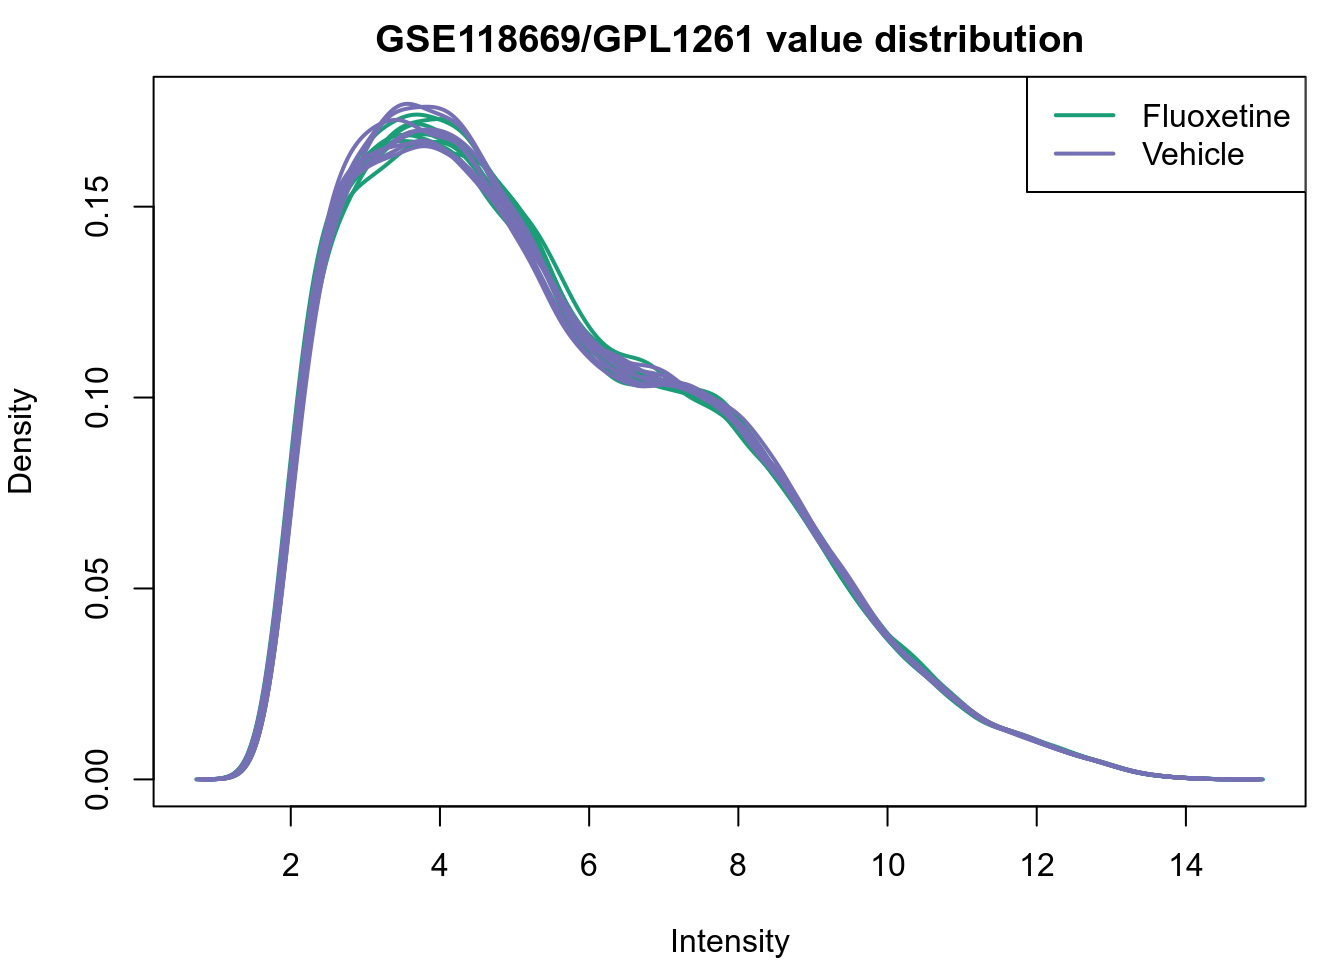 GSE118669/GPL1261 value distribution
Fluoxetine
Vehicle
Density
0.15
0.10
0.05
0.00
2 4 6 8 10 12 14
Intensity